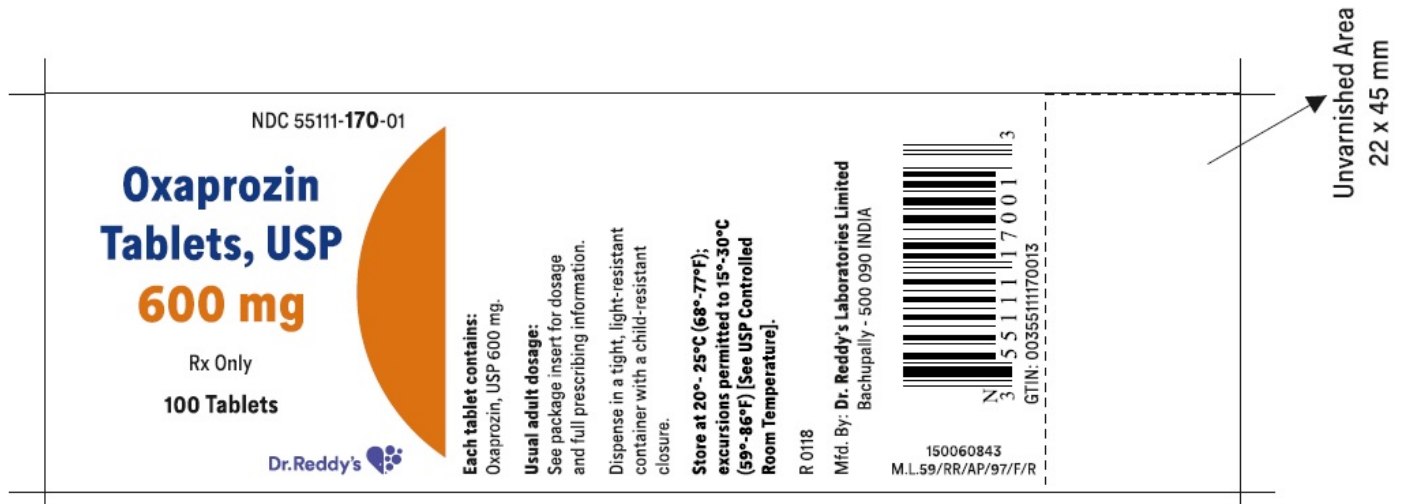 NDC 55111-170-01
Oxaprozin
Tablets, USP
600 mg
Rx Only
100 Tablets
Dr.Reddy's
Each tablet contains:
Oxaprozin, USP 600 mg.
Usual adult dosage:
See package insert for dosage
and full prescribing information.
Dispense in a tight, light-resistant
container with a child-resistant
closure.
Store at 20°- 25°C (68°-77°F);
excursions permitted to 15°-30°C
(59°-86°F) [See USP Controlled
Room Temperature].
R 0118
Mfd. By: Dr. Reddy's Laboratories Limited
Bachupally - 500 090 INDIA
N
3 55111 17001 3
GTIN: 00355111170013
150060843
M.L.59/RR/AP/97/F/R
Unvarnished Area
22 x 45 mm